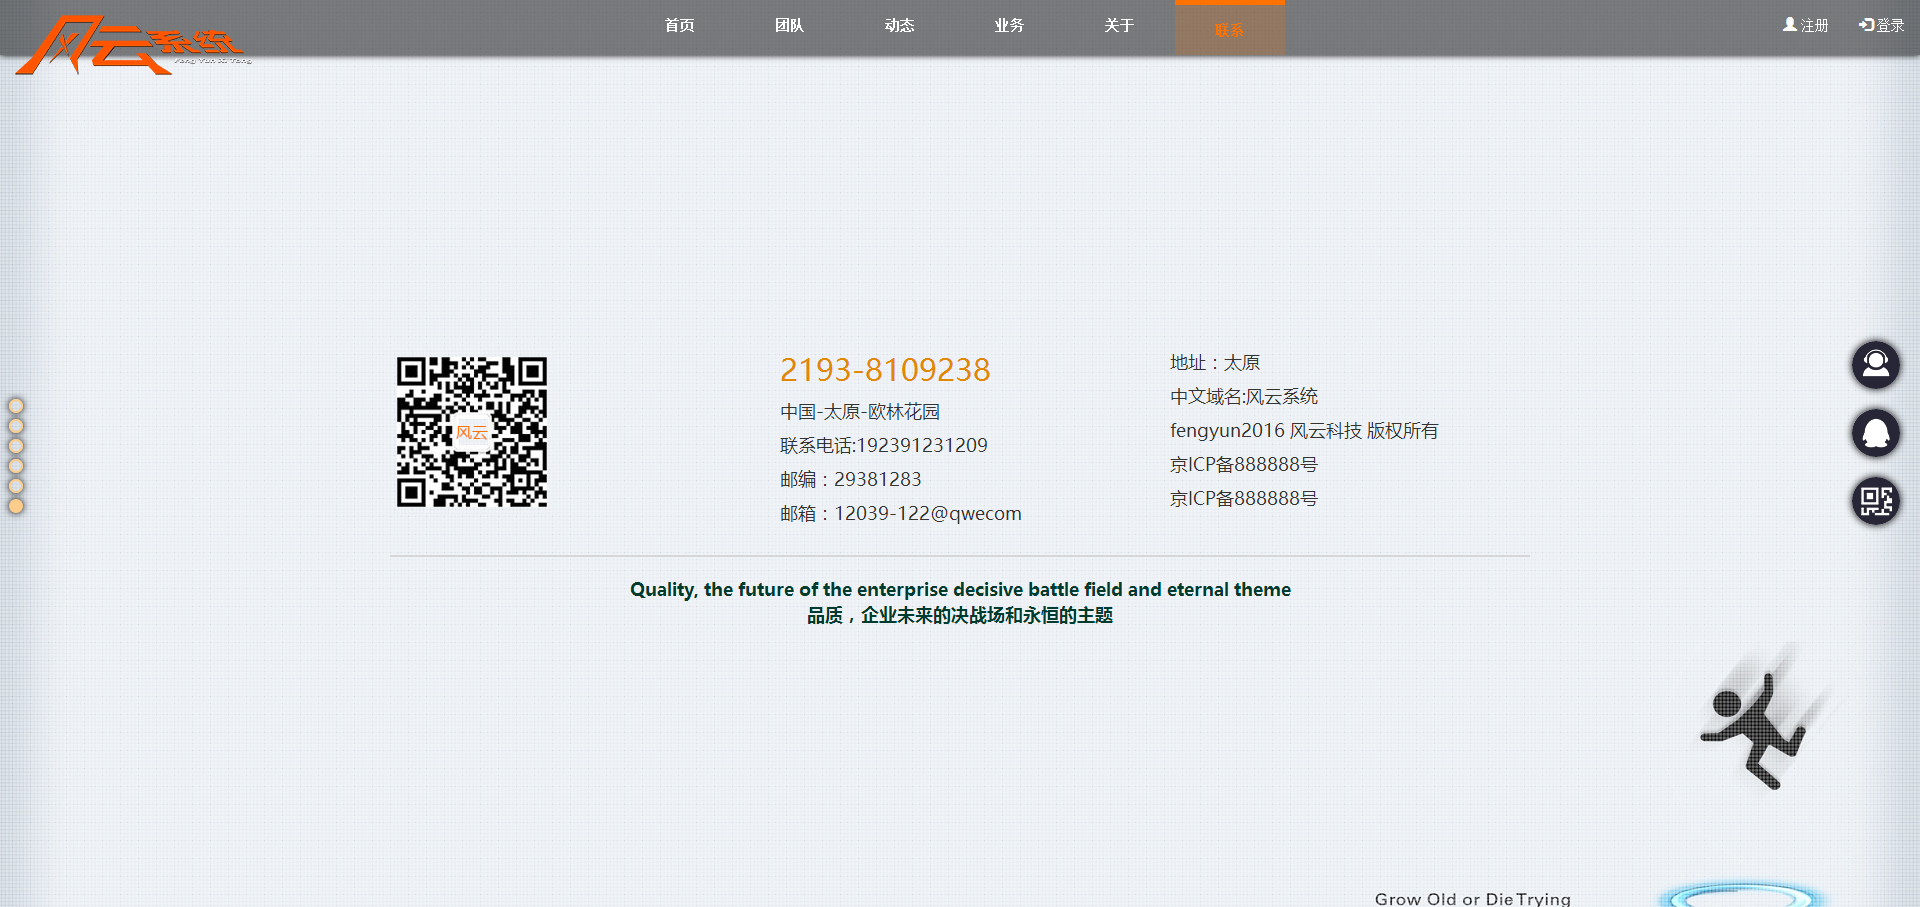 风云系统
Feng Yun Xi Tong
首页
团队
动态
业务
关于
联系
注册
登录
风云
2193-8109238
中国-太原-欧林花园
联系电话:192391231209
邮编：29381283
邮箱：12039-122@qwecom
地址：太原
中文域名:风云系统
fengyun2016 风云科技 版权所有
京ICP备888888号
京ICP备888888号
Quality, the future of the enterprise decisive battle field and eternal theme
品质，企业未来的决战场和永恒的主题
Grow Old or Die Trying